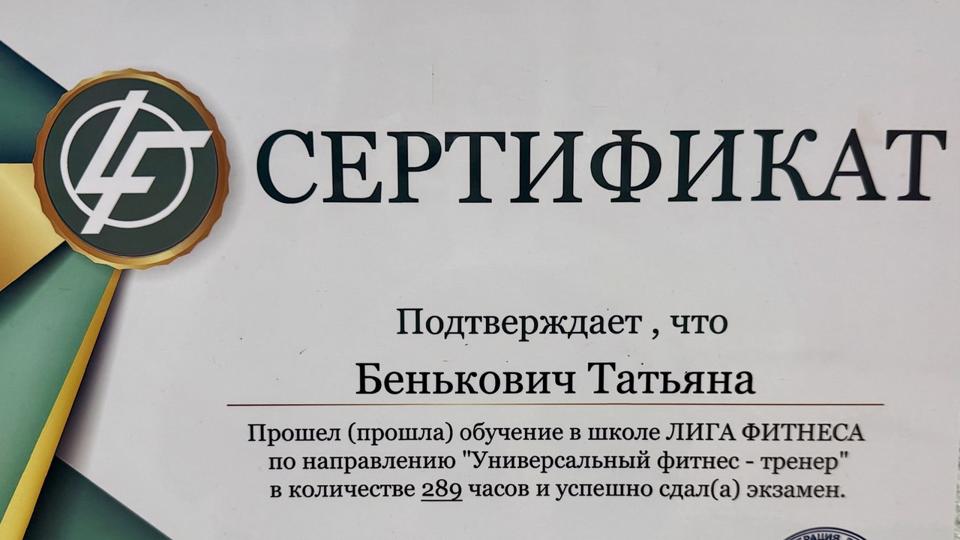 LF
СЕРТИФИКАТ
Подтверждает , что
Бенькович Татьяна
Прошел (прошла) обучение в школе ЛИГА ФИТНЕСА
по направлению "Универсальный фитнес - тренер"
в количестве 289 часов и успешно сдал(а) экзамен.